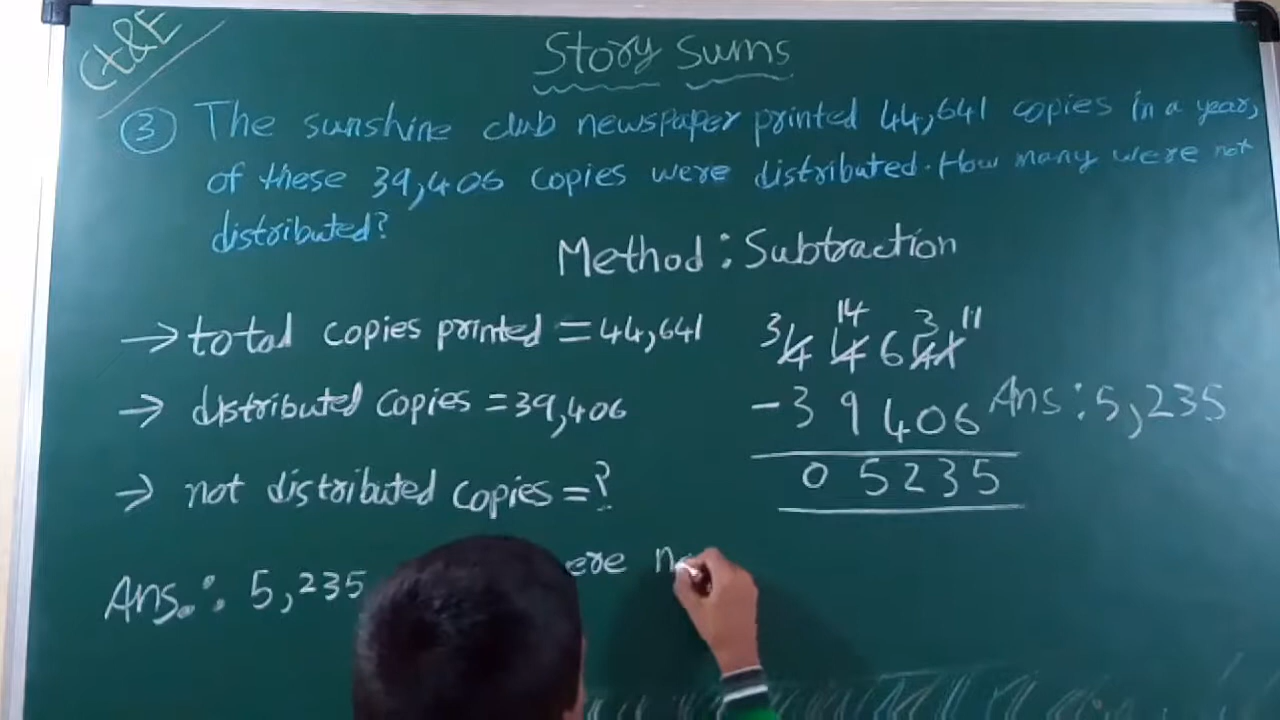 Ct&E
Story Sums
3 The sunshine club newspaper printed 44,641 copies in a year,
of these 39,406 copies were distributed. How many were not
distributed?
Method : Subtraction
→ total copies printed = 44,641
→ distributed copies = 39,406
→ not distributed copies = ?
3 14 3 11
4 4 6 4 1
- 3 9 4 0 6
0 5 2 3 5
Ans : 5,235
Ans. : 5,235